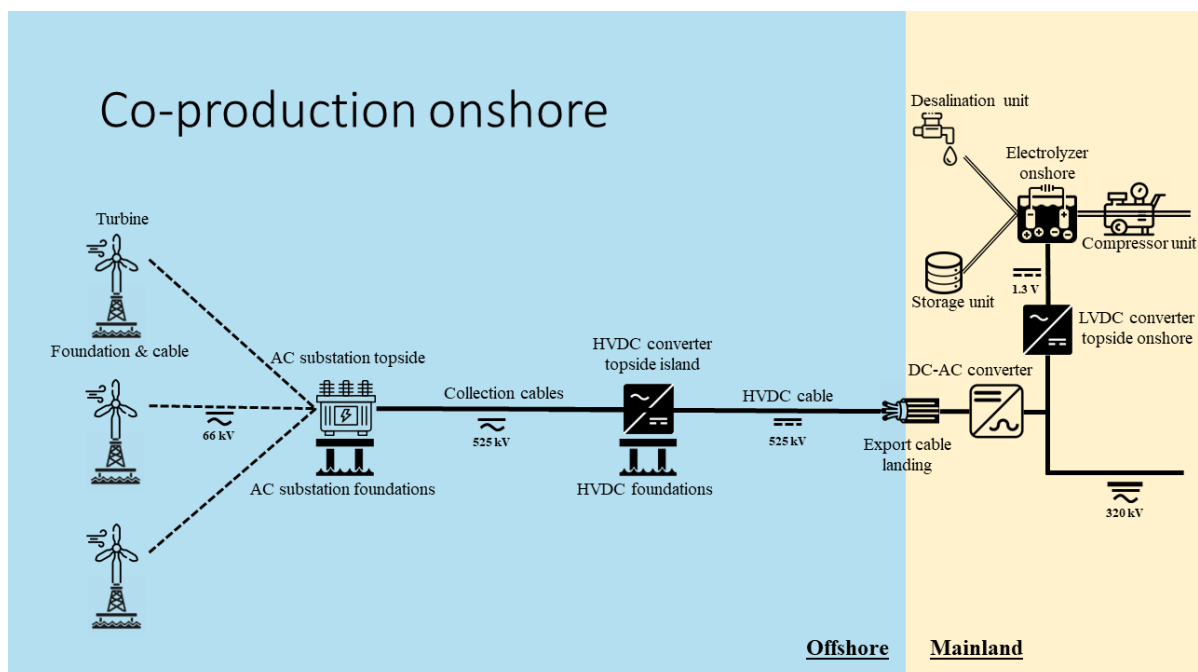 Co-production onshore
Desalination unit
Electrolyzer
onshore
Compressor unit
Storage unit
1.3 V
LVDC converter
topside onshore
Turbine
Foundation & cable
66 kV
AC substation topside
AC substation foundations
Collection cables
525 kV
HVDC converter
topside island
HVDC foundations
HVDC cable
525 kV
Export cable
landing
DC-AC converter
320 kV
Offshore
Mainland